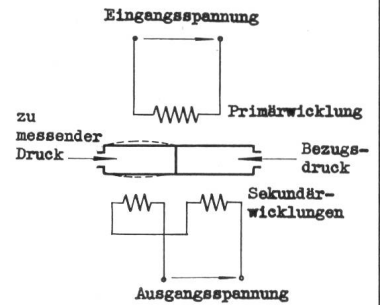 Eingangsspannung
Primärwicklung
zu
messender
Druck
Bezugs-
druck
Sekundär-
wicklungen
Ausgangsspannung